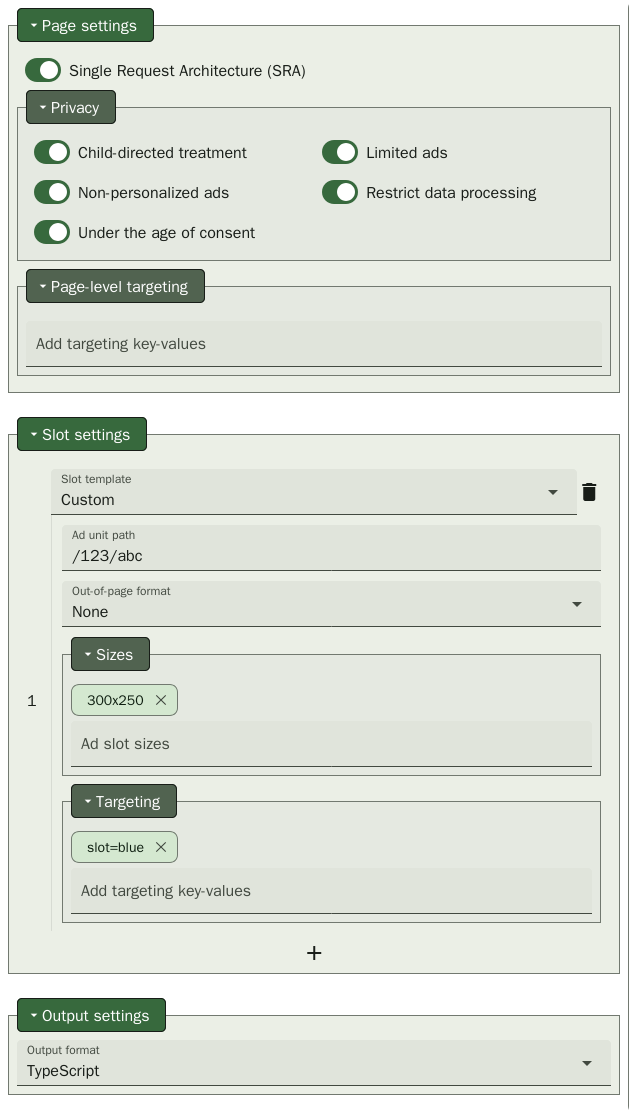 Page settings
Single Request Architecture (SRA)
Privacy
Child-directed treatment
Limited ads
Non-personalized ads
Restrict data processing
Under the age of consent
Page-level targeting
Add targeting key-values
Slot settings
Slot template
Custom
Ad unit path
/123/abc
Out-of-page format
None
Sizes
1
300x250
Ad slot sizes
Targeting
slot=blue
Add targeting key-values
+
Output settings
Output format
TypeScript